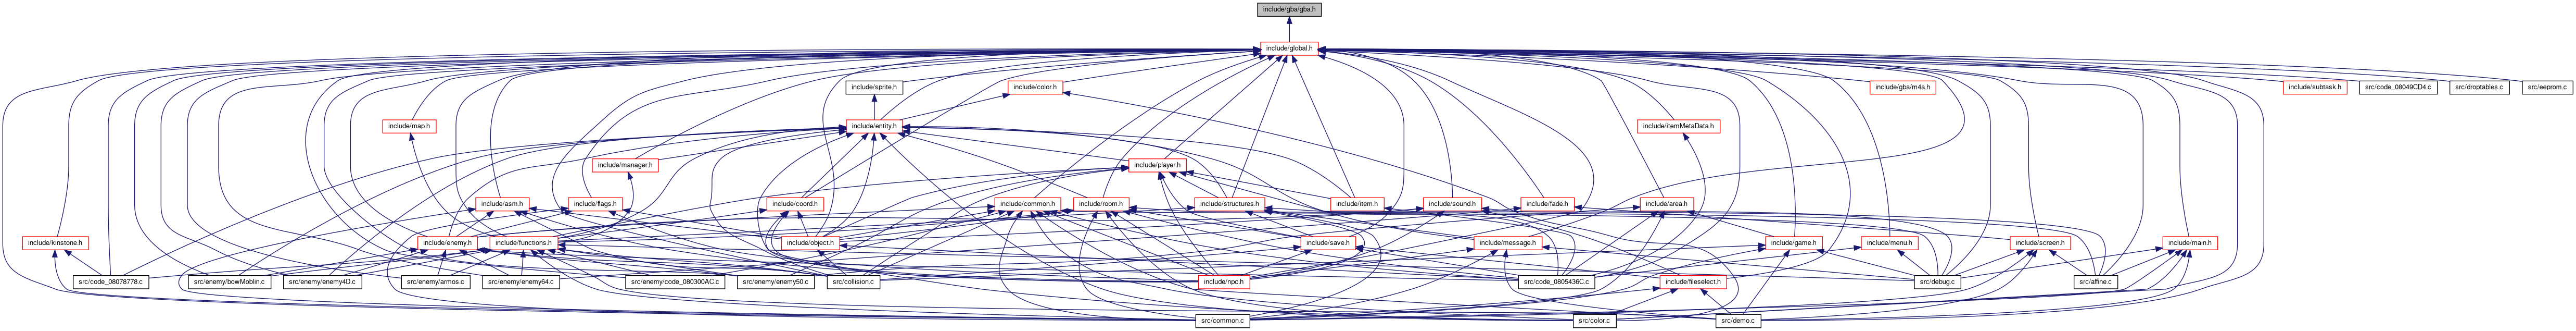 include/gba/gba.h
include/global.h
include/sprite.h
include/color.h
include/gba/m4a.h
include/subtask.h
src/code_08049CD4.c
src/droptables.c
src/eeprom.c
include/map.h
include/entity.h
include/itemMetaData.h
include/manager.h
include/player.h
include/asm.h
include/flags.h
include/coord.h
include/common.h
include/room.h
include/structures.h
include/item.h
include/sound.h
include/fade.h
include/area.h
include/kinstone.h
include/enemy.h
include/functions.h
include/object.h
include/save.h
include/message.h
include/game.h
include/menu.h
include/screen.h
include/main.h
src/code_08078778.c
src/enemy/bowMoblin.c
src/enemy/enemy4D.c
src/enemy/armos.c
src/enemy/enemy64.c
src/enemy/code_080300AC.c
src/enemy/enemy50.c
src/collision.c
include/npc.h
src/code_0805436C.c
include/fileselect.h
src/debug.c
src/affine.c
src/common.c
src/color.c
src/demo.c